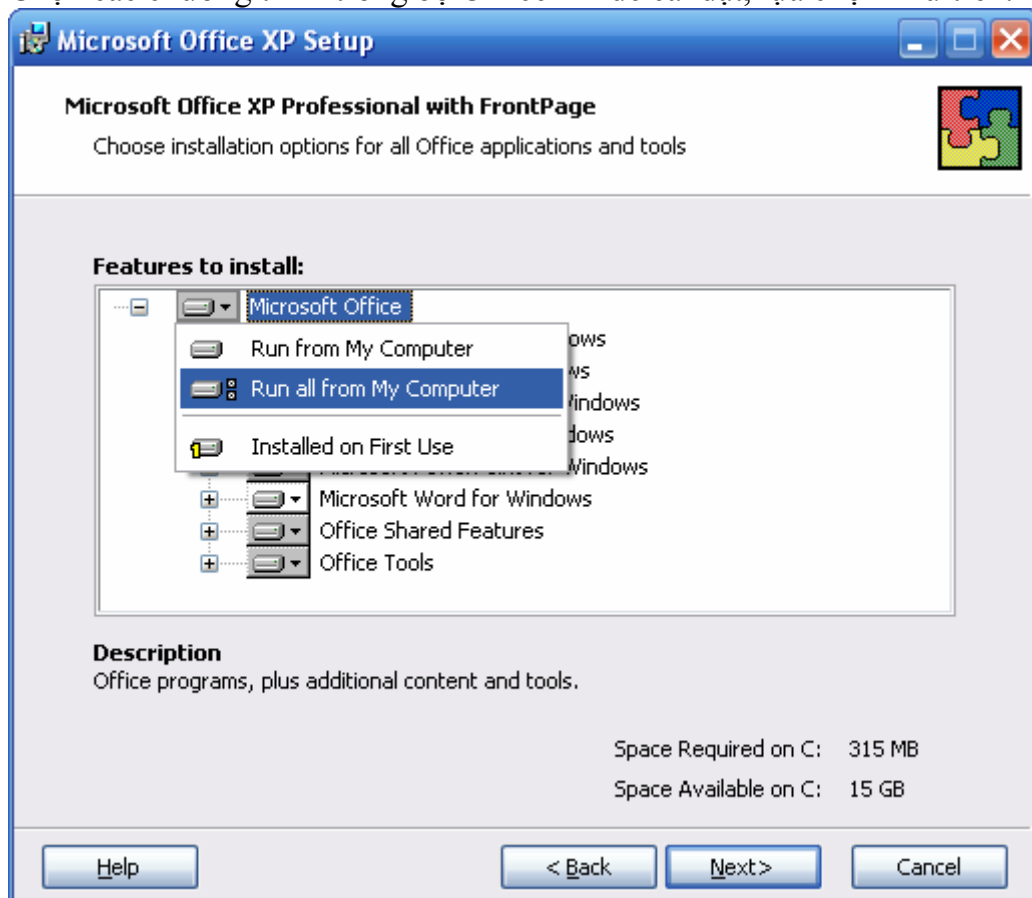 Microsoft Office XP Setup
Microsoft Office XP Professional with FrontPage
Choose installation options for all Office applications and tools
Features to install:
Microsoft Office
Run from My Computer
Run all from My Computer
Installed on First Use
Microsoft Word for Windows
Office Shared Features
Office Tools
Description
Office programs, plus additional content and tools.
Space Required on C: 315 MB
Space Available on C: 15 GB
Help < Back Next > Cancel